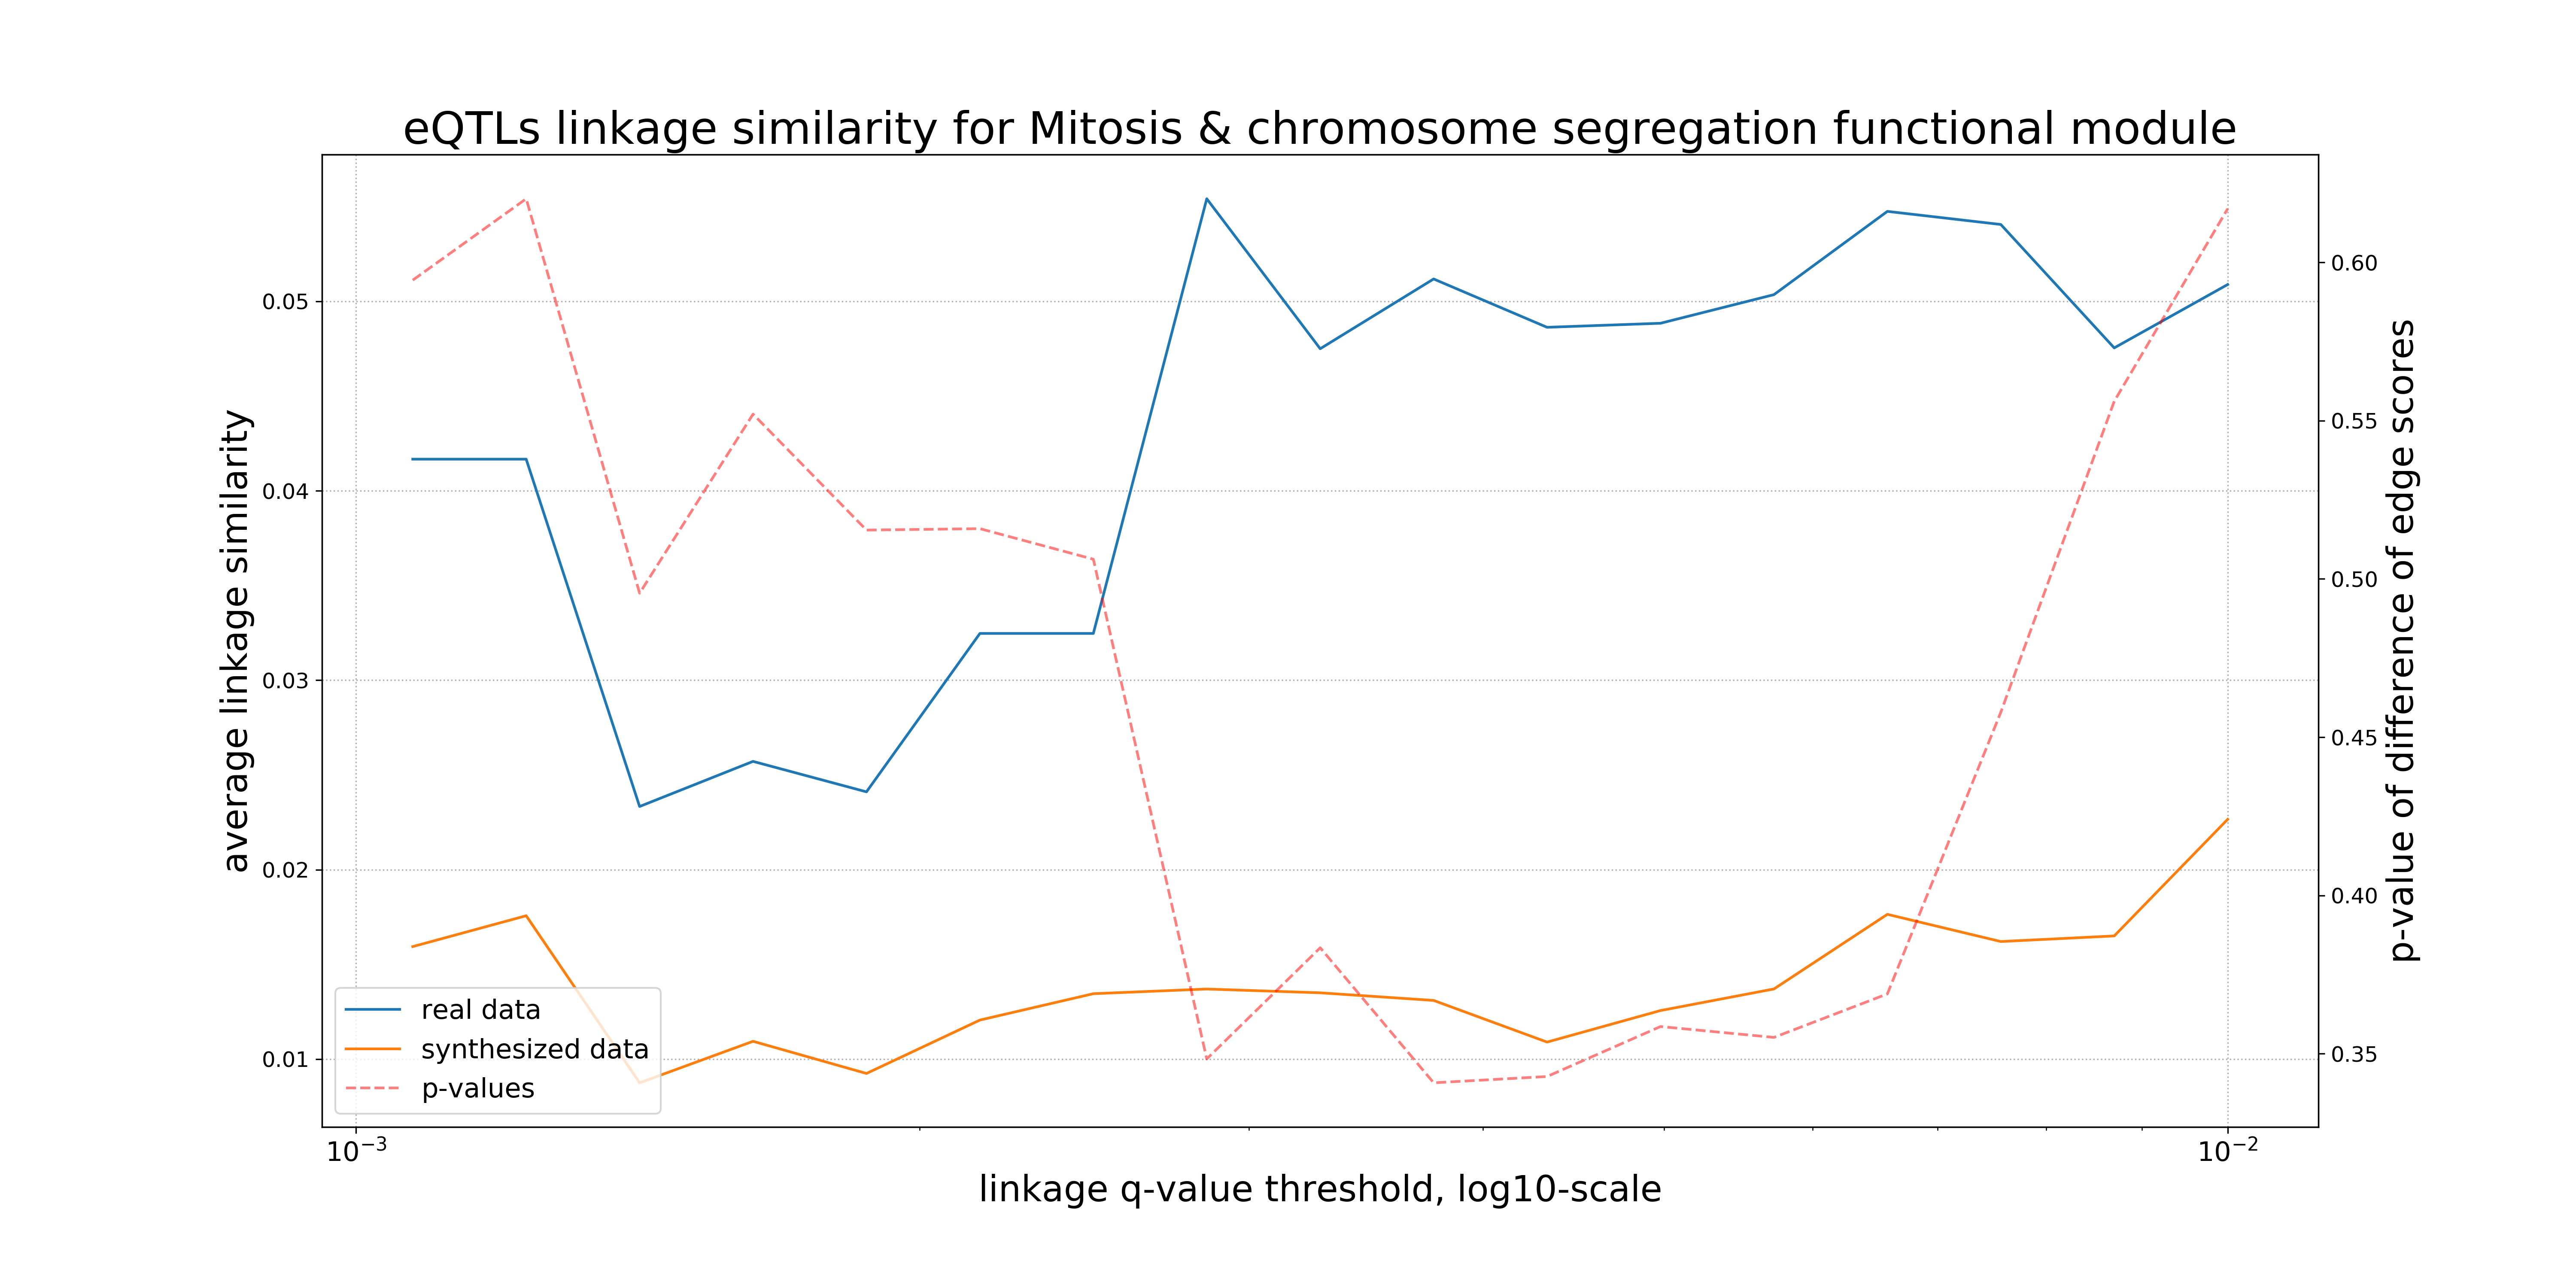 eQTLs linkage similarity for Mitosis & chromosome segregation functional module
average linkage similarity
0.05
0.04
0.03
0.02
0.01
0.60
0.55
0.50
0.45
0.40
0.35
p-value of difference of edge scores
real data
synthesized data
p-values
10⁻³
10⁻²
linkage q-value threshold, log10-scale